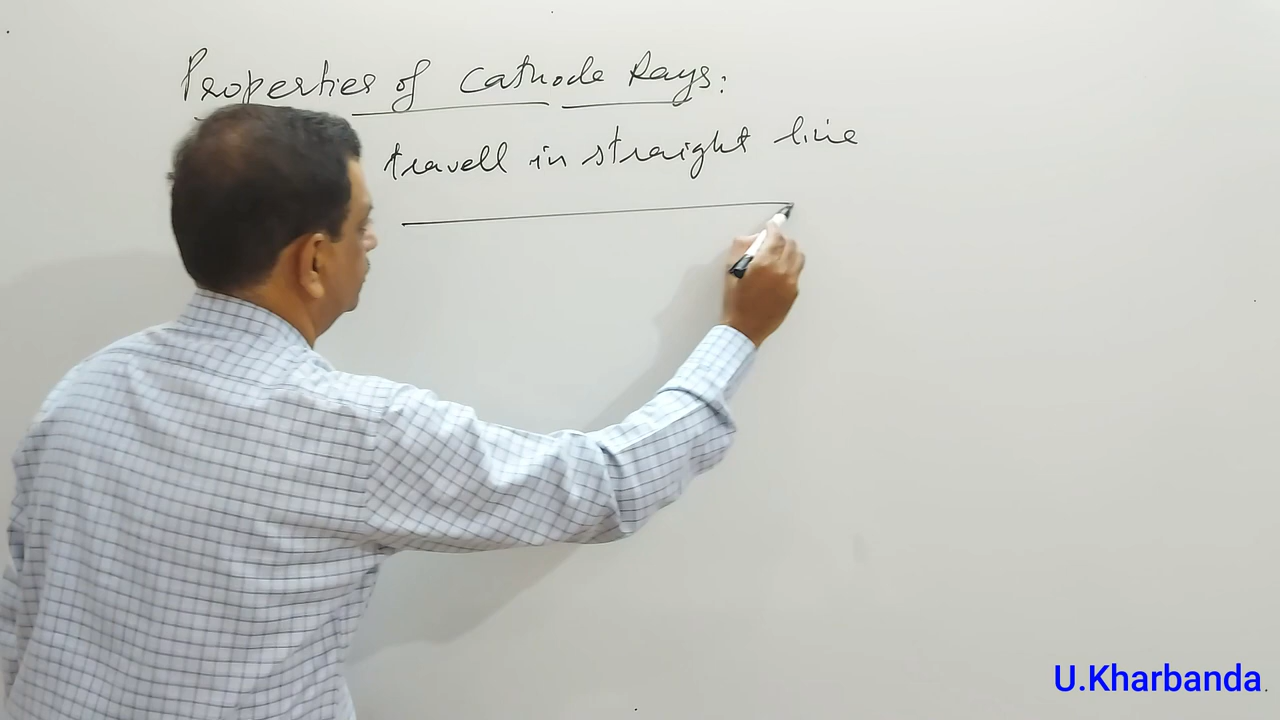 Properties of Cathode Rays:
travell in straight line
U.Kharbanda